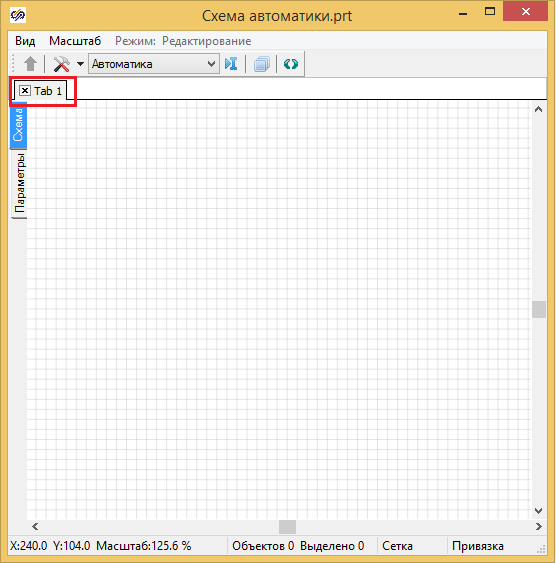 Схема автоматики.prt
Вид Масштаб Режим: Редактирование
Автоматика
Tab 1
Схема
Параметры
X:240.0 Y:104.0 Масштаб:125.6 % Объектов 0 Выделено 0 Сетка Привязка